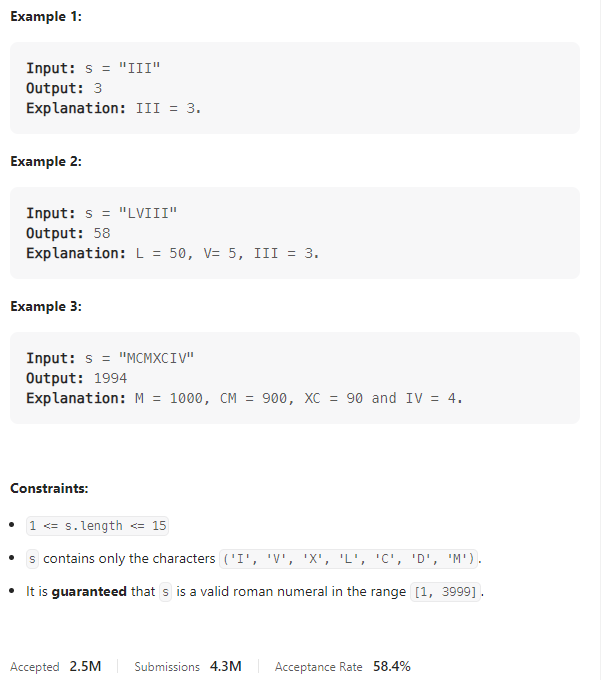 Example 1:
Input: s = "III"
Output: 3
Explanation: III = 3.
Example 2:
Input: s = "LVIII"
Output: 58
Explanation: L = 50, V= 5, III = 3.
Example 3:
Input: s = "MCMXCIV"
Output: 1994
Explanation: M = 1000, CM = 900, XC = 90 and IV = 4.
Constraints:
• 1 <= s.length <= 15
• s contains only the characters ('I', 'V', 'X', 'L', 'C', 'D', 'M').
• It is guaranteed that s is a valid roman numeral in the range [1, 3999].
Accepted 2.5M | Submissions 4.3M | Acceptance Rate 58.4%